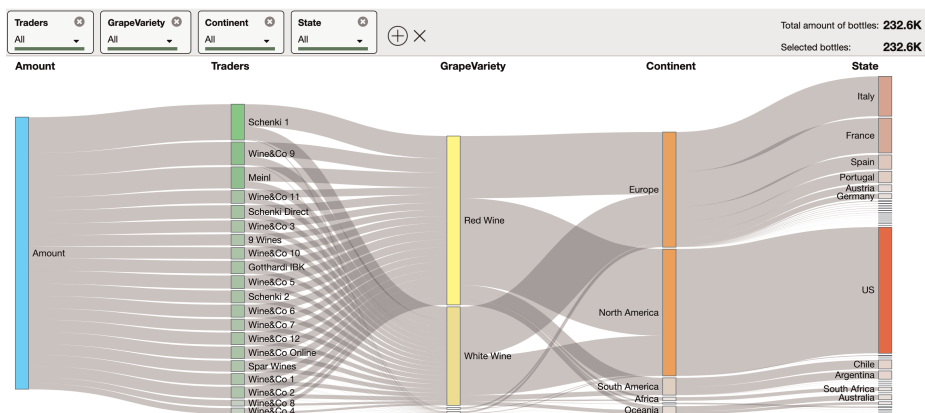 Traders
All
GrapeVariety
All
Continent
All
State
All
Total amount of bottles: 232.6K
Selected bottles: 232.6K
Amount
Traders
GrapeVariety
Continent
State
Amount
Schenki 1
Wine&Co 9
Meinl
Wine&Co 11
Schenki Direct
Wine&Co 3
9 Wines
Wine&Co 10
Gotthardi IBK
Wine&Co 5
Schenki 2
Wine&Co 6
Wine&Co 7
Wine&Co 12
Wine&Co Online
Spar Wines
Wine&Co 1
Wine&Co 2
Wine&Co 8
Wine&Co 4
Red Wine
White Wine
Europe
North America
South America
Africa
Oceania
Italy
France
Spain
Portugal
Austria
Germany
US
Chile
Argentina
South Africa
Australia